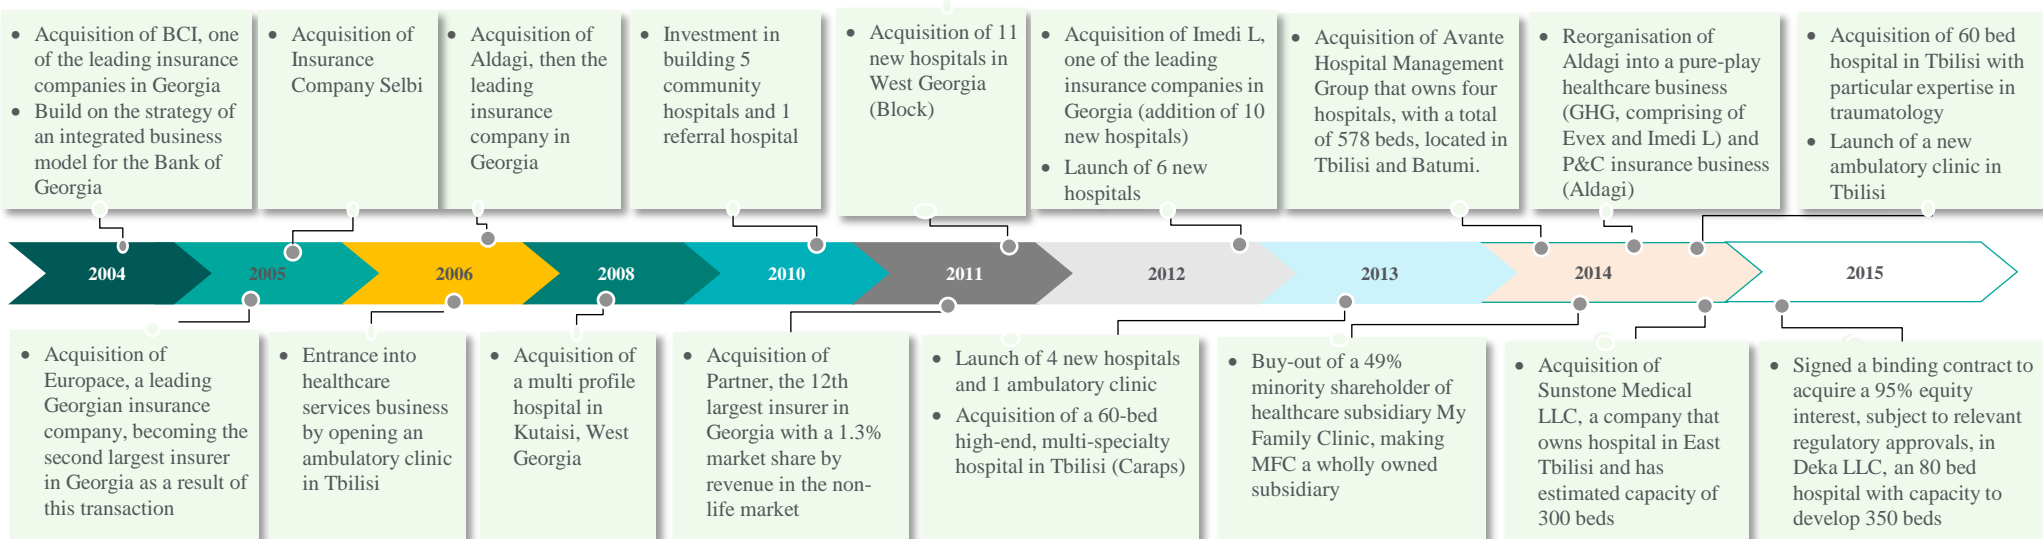 • Acquisition of BCI, one
of the leading insurance
companies in Georgia
• Build on the strategy of
an integrated business
model for the Bank of
Georgia
• Acquisition of
Insurance
Company Selbi
• Acquisition of
Aldagi, then the
leading
insurance
company in
Georgia
• Investment in
building 5
community
hospitals and 1
referral hospital
• Acquisition of 11
new hospitals in
West Georgia
(Block)
• Acquisition of Imedi L,
one of the leading
insurance companies in
Georgia (addition of 10
new hospitals)
• Launch of 6 new
hospitals
• Acquisition of Avante
Hospital Management
Group that owns four
hospitals, with a total
of 578 beds, located in
Tbilisi and Batumi.
• Reorganisation of
Aldagi into a pure-play
healthcare business
(GHG, comprising of
Evex and Imedi L) and
P&C insurance business
(Aldagi)
• Acquisition of 60 bed
hospital in Tbilisi with
particular expertise in
traumatology
• Launch of a new
ambulatory clinic in
Tbilisi
2004
2005
2006
2008
2010
2011
2012
2013
2014
2015
• Acquisition of
Europace, a leading
Georgian insurance
company, becoming the
second largest insurer
in Georgia as a result of
this transaction
• Entrance into
healthcare
services business
by opening an
ambulatory clinic
in Tbilisi
• Acquisition of
a multi profile
hospital in
Kutaisi, West
Georgia
• Acquisition of
Partner, the 12th
largest insurer in
Georgia with a 1.3%
market share by
revenue in the non-
life market
• Launch of 4 new hospitals
and 1 ambulatory clinic
• Acquisition of a 60-bed
high-end, multi-specialty
hospital in Tbilisi (Caraps)
• Buy-out of a 49%
minority shareholder of
healthcare subsidiary My
Family Clinic, making
MFC a wholly owned
subsidiary
• Acquisition of
Sunstone Medical
LLC, a company that
owns hospital in East
Tbilisi and has
estimated capacity of
300 beds
• Signed a binding contract to
acquire a 95% equity
interest, subject to relevant
regulatory approvals, in
Deka LLC, an 80 bed
hospital with capacity to
develop 350 beds